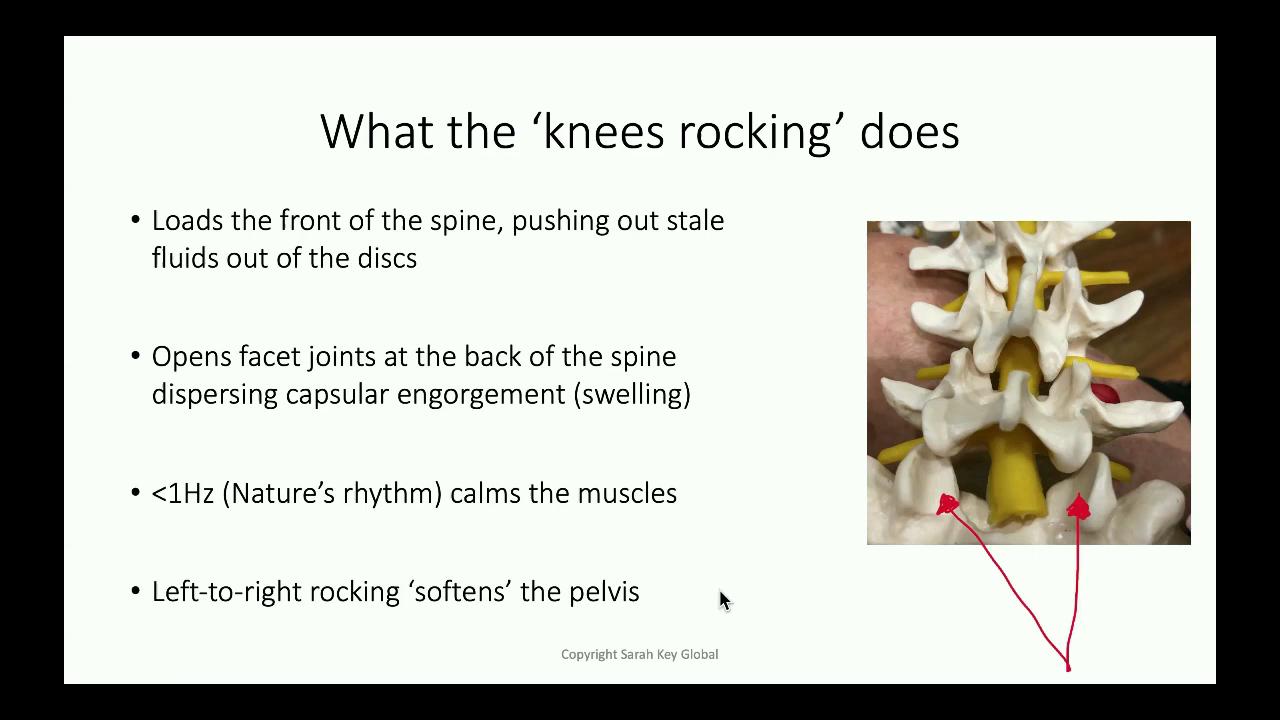 What the ‘knees rocking’ does
• Loads the front of the spine, pushing out stale
fluids out of the discs
• Opens facet joints at the back of the spine
dispersing capsular engorgement (swelling)
• <1Hz (Nature’s rhythm) calms the muscles
• Left-to-right rocking ‘softens’ the pelvis
Copyright Sarah Key Global